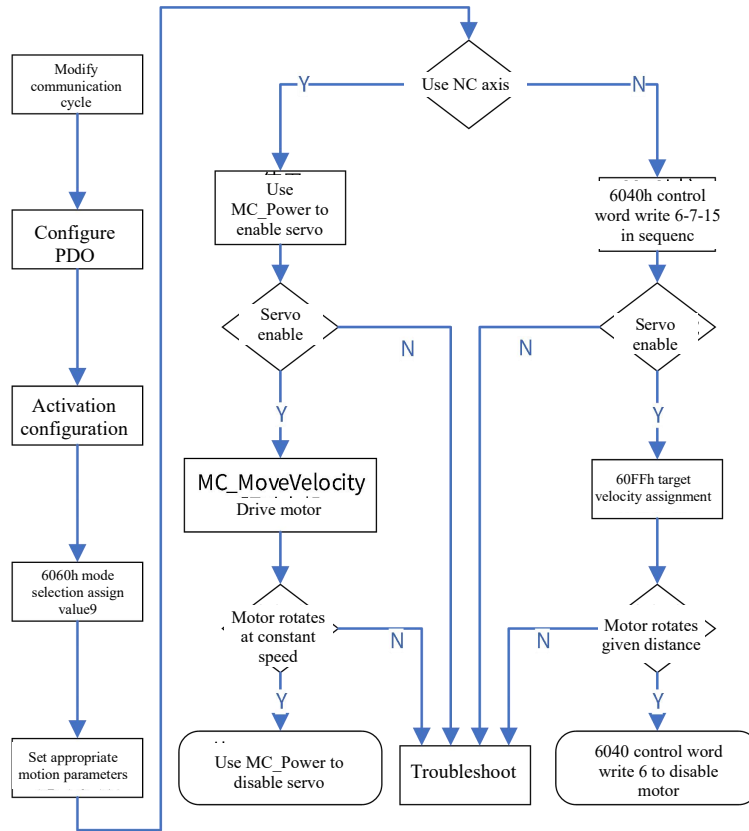 Modify
communication
cycle
Configure
PDO
Activation
configuration
6060h mode
selection assign
value9
Set appropriate
motion parameters
Use NC axis
Y
N
Use
MC_Power to
enable servo
Servo
enable
N
Y
MC_MoveVelocity
Drive motor
Motor rotates
at constant
speed
N
Y
Use MC_Power to
disable servo
Troubleshoot
6040h control
word write 6-7-15
in sequenc
Servo
enable
N
Y
60FFh target
velocity assignment
Motor rotates
given distance
N
Y
6040 control word
write 6 to disable
motor